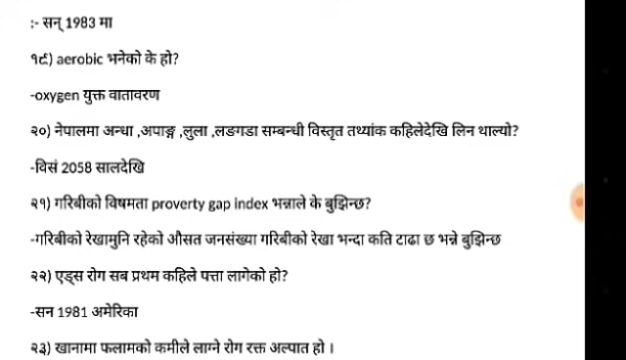 :- सन् 1983 मा
१९) aerobic भनेको के हो?
-oxygen युक्त वातावरण
२०) नेपालमा अन्धा ,अपाङ्ग ,लुला ,लङगडा सम्बन्धी विस्तृत तथ्यांक कहिलेदेखि लिन थाल्यो?
-विसं 2058 सालदेखि
२१) गरिबीको विषमता proverty gap index भन्नाले के बुझिन्छ?
-गरिबीको रेखामुनि रहेको औसत जनसंख्या गरिबीको रेखा भन्दा कति टाढा छ भन्ने बुझिन्छ
२२) एड्स रोग सब प्रथम कहिले पत्ता लागेको हो?
-सन 1981 अमेरिका
२३) खानामा फलामको कमीले लाग्ने रोग रक्त अल्पात हो ।